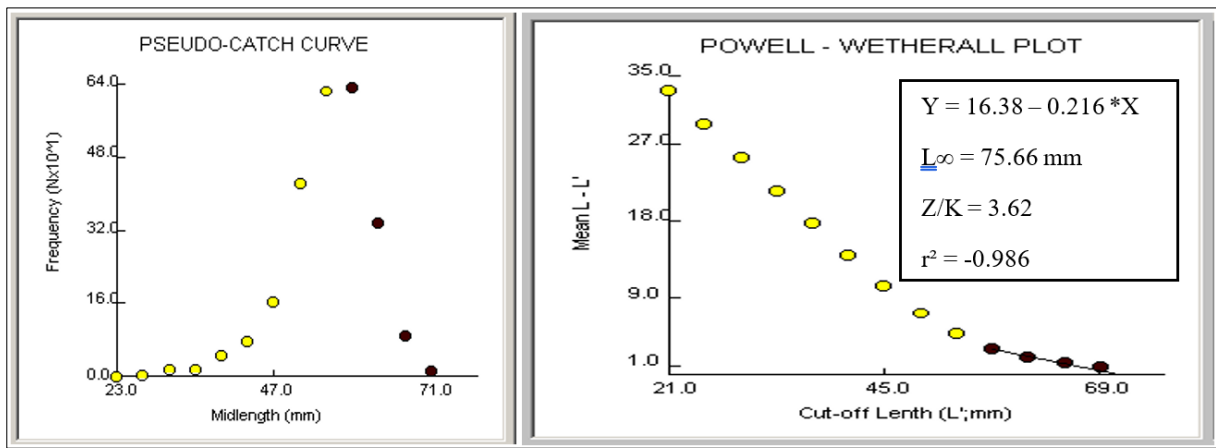 PSEUDO-CATCH CURVE
Frequency (Nx10^1)
64.0
48.0
32.0
16.0
0.0
23.0 47.0 71.0
Midlength (mm)
POWELL - WETHERALL PLOT
Mean L - L'
35.0
27.0
18.0
9.0
1.0
21.0 45.0 69.0
Cut-off Lenth (L';mm)
Y = 16.38 – 0.216 *X
L∞ = 75.66 mm
Z/K = 3.62
r² = -0.986